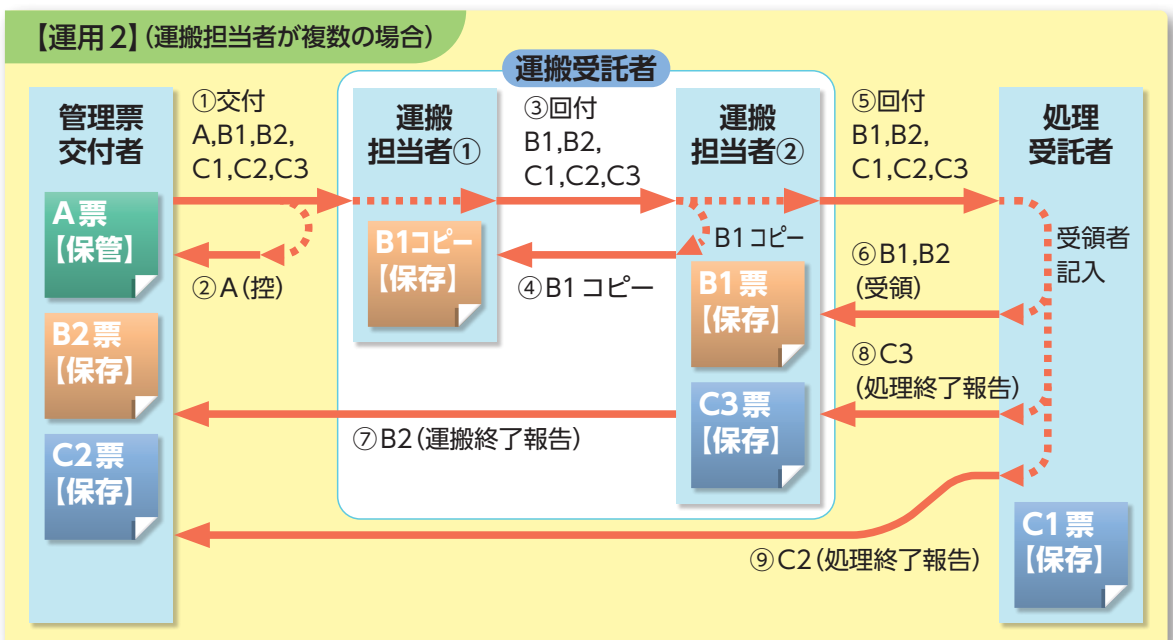 【運用2】(運搬担当者が複数の場合)
運搬受託者
管理票
交付者
①交付
A,B1,B2,
C1,C2,C3
運搬
担当者①
③回付
B1,B2,
C1,C2,C3
運搬
担当者②
⑤回付
B1,B2,
C1,C2,C3
処理
受託者
A票
【保管】
②A(控)
B1コピー
【保存】
④B1コピー
B1コピー
B1票
【保存】
⑥B1,B2
(受領)
受領者
記入
B2票
【保存】
⑧C3
(処理終了報告)
C3票
【保存】
⑦B2(運搬終了報告)
C2票
【保存】
⑨C2(処理終了報告)
C1票
【保存】